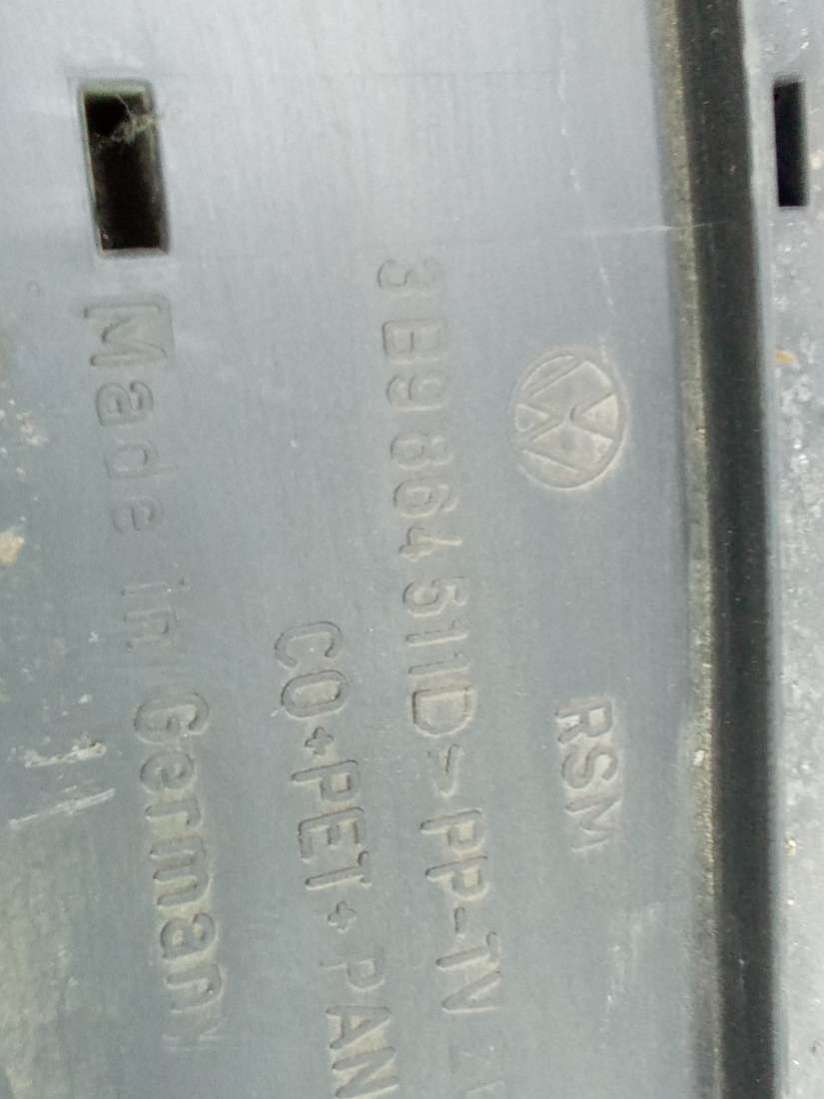 RSM
3B9 864 511D >PP-TV
CO+PET+PAN
Made in Germany